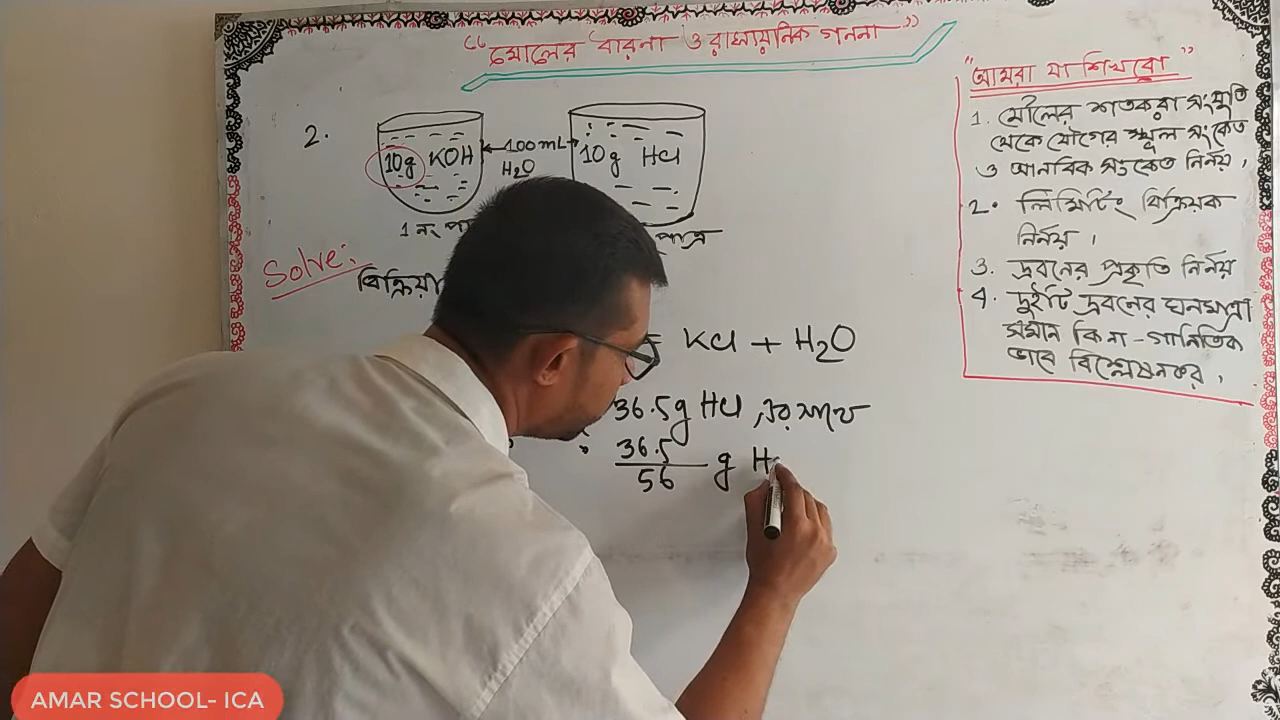 “মোলের ধারনা ও রাসায়নিক গননা”
2.
10g KOH
100 mL
H₂O
10g HCl
1 নং পা
পাত্র
Solve:
বিক্রিয়া
= KCl + H₂O
36.5g HCl এর সাথে
36.5
56
g H
"আমরা যা শিখবো"
1. মৌলের শতকরা সংযুতি
থেকে যৌগের স্থূল সংকেত
ও আনবিক সংকেত নির্নয়।
2. লিমিটিং বিক্রিয়ক
নির্নয়।
3. দ্রবনের প্রকৃতি নির্নয়
4. দুইটি দ্রবনের ঘনমাত্রা
সমান কিনা - গানিতিক
ভাবে বিশ্লেষনকর।
AMAR SCHOOL- ICA